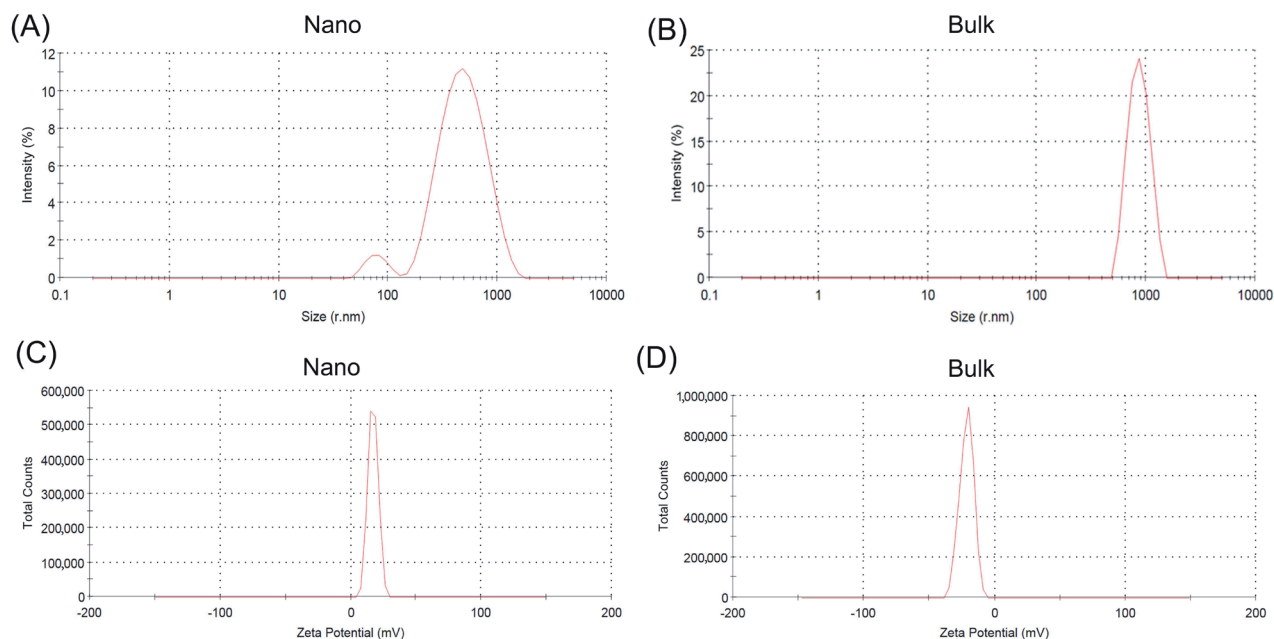 (A)
Nano
12
10
8
6
4
2
0
Intensity (%)
0.1 1 10 100 1000 10000
Size (r.nm)
(B)
Bulk
25
20
15
10
5
0
Intensity (%)
0.1 1 10 100 1000 10000
Size (r.nm)
(C)
Nano
600,000
500,000
400,000
300,000
200,000
100,000
0
Total Counts
-200 -100 0 100 200
Zeta Potential (mV)
(D)
Bulk
1,000,000
800,000
600,000
400,000
200,000
0
Total Counts
-200 -100 0 100 200
Zeta Potential (mV)